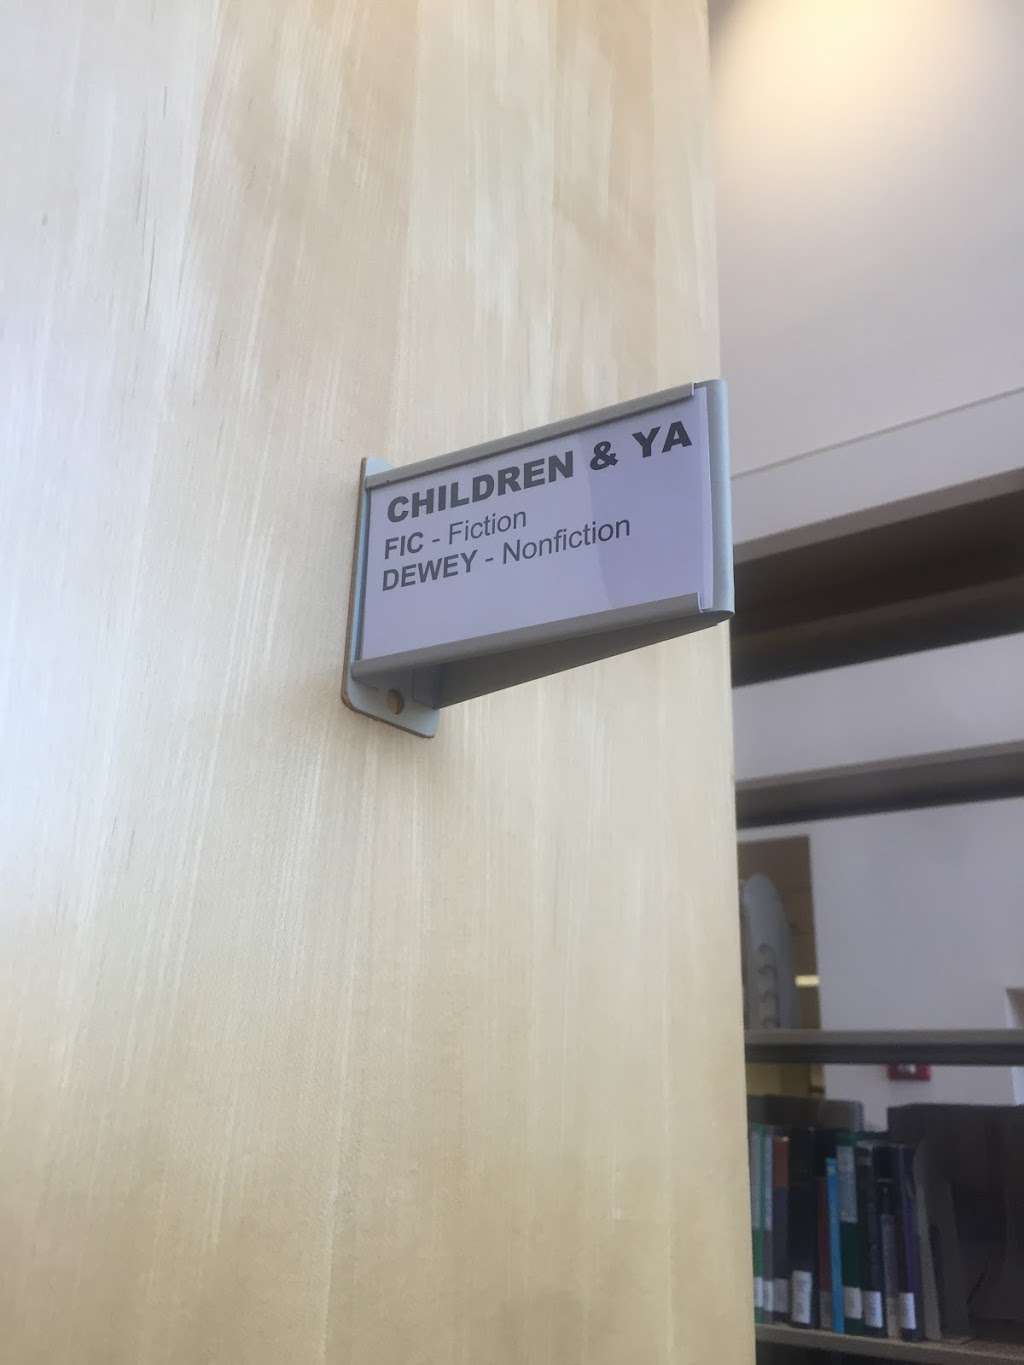 CHILDREN & YA
FIC - Fiction
DEWEY - Nonfiction